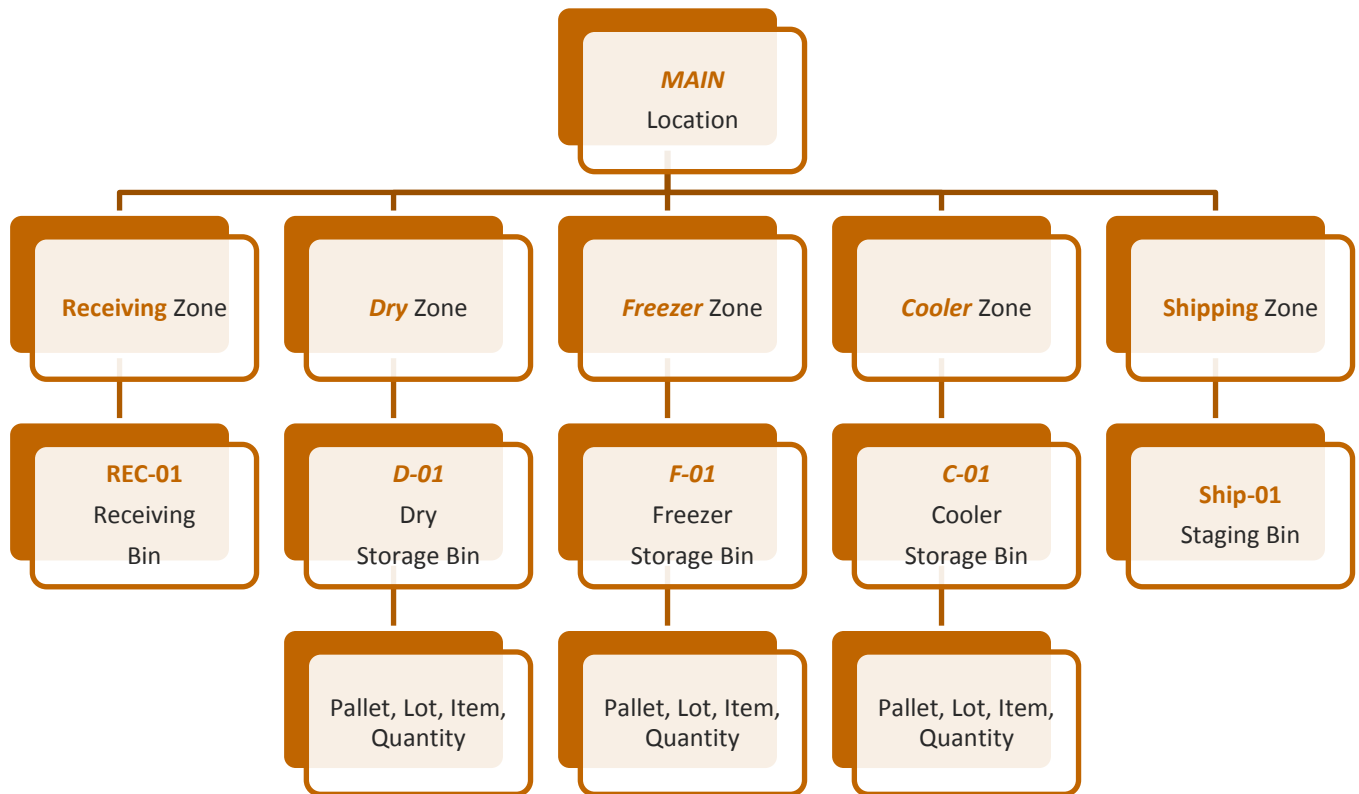 MAIN
Location
Receiving Zone
Dry Zone
Freezer Zone
Cooler Zone
Shipping Zone
REC-01
Receiving
Bin
D-01
Dry
Storage Bin
F-01
Freezer
Storage Bin
C-01
Cooler
Storage Bin
Ship-01
Staging Bin
Pallet, Lot, Item,
Quantity
Pallet, Lot, Item,
Quantity
Pallet, Lot, Item,
Quantity